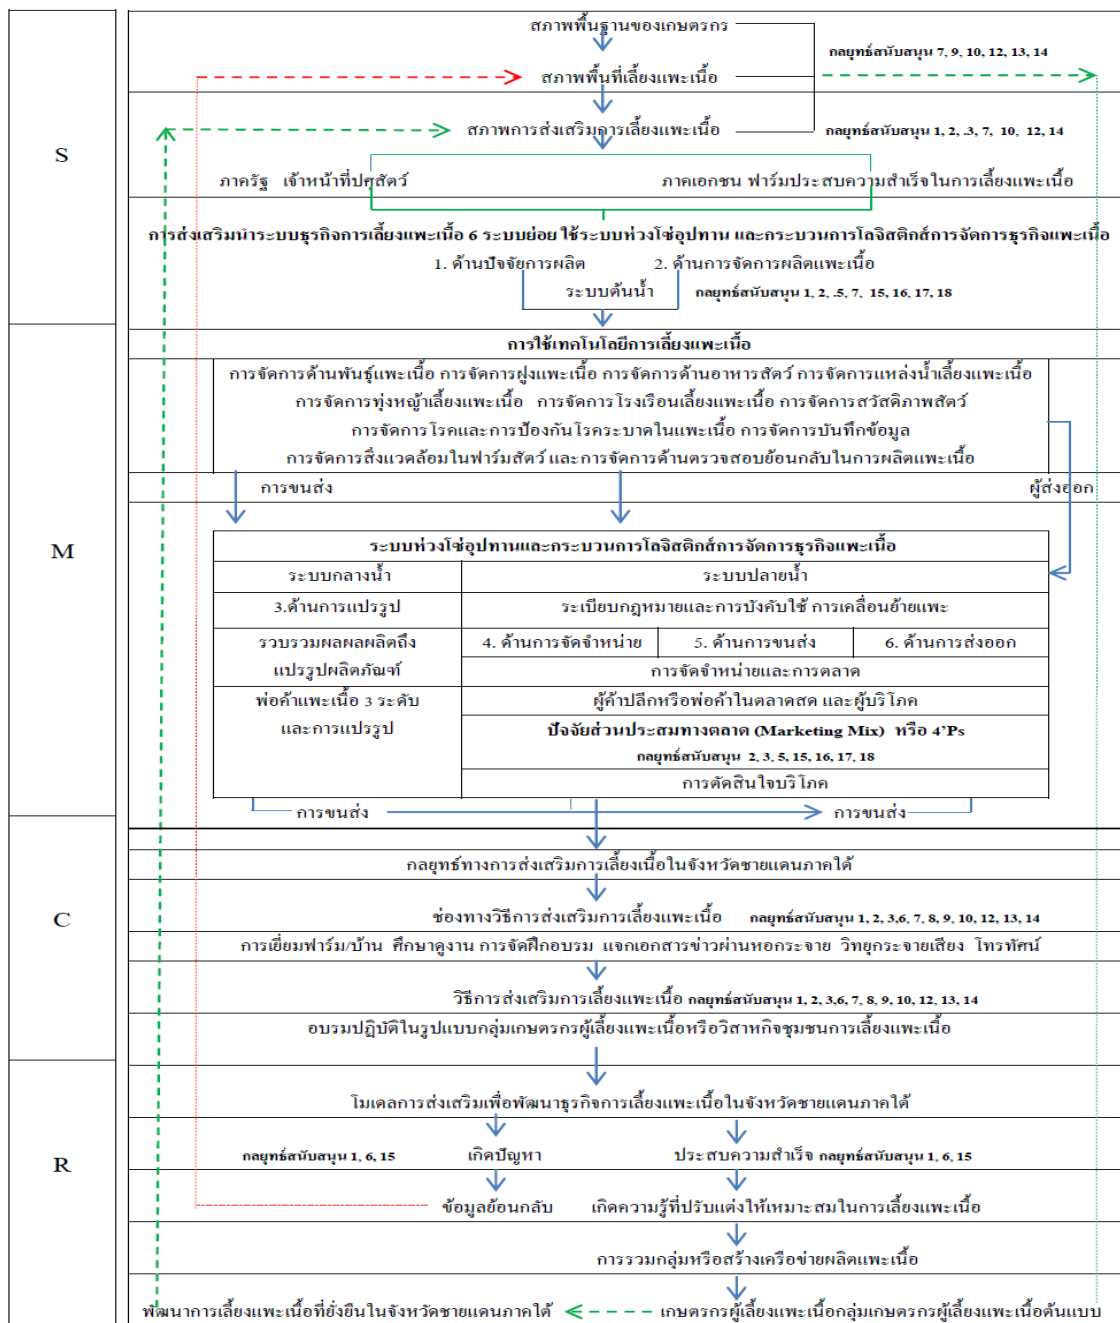 สภาพพื้นฐานของเกษตรกร
กลยุทธ์สนับสนุน 7, 9, 10, 12, 13, 14
สภาพพื้นที่เลี้ยงแพะเนื้อ
S
สภาพการส่งเสริมการเลี้ยงแพะเนื้อ
กลยุทธ์สนับสนุน 1, 2, .3, 7, 10, 12, 14
ภาครัฐ เจ้าหน้าที่ปศุสัตว์
ภาคเอกชน ฟาร์มประสบความสำเร็จในการเลี้ยงแพะเนื้อ
การส่งเสริมนำระบบธุรกิจการเลี้ยงแพะเนื้อ 6 ระบบย่อย ใช้ระบบห่วงโซ่อุปทาน และกระบวนการโลจิสติกส์การจัดการธุรกิจแพะเนื้อ
1. ด้านปัจจัยการผลิต
2. ด้านการจัดการผลิตแพะเนื้อ
ระบบต้นน้ำ
กลยุทธ์สนับสนุน 1, 2, .5, 7, 15, 16, 17, 18
M
การใช้เทคโนโลยีการเลี้ยงแพะเนื้อ
การจัดการด้านพันธุ์แพะเนื้อ การจัดการฝูงแพะเนื้อ การจัดการด้านอาหารสัตว์ การจัดการแหล่งน้ำเลี้ยงแพะเนื้อ
การจัดการทุ่งหญ้าเลี้ยงแพะเนื้อ การจัดการโรงเรือนเลี้ยงแพะเนื้อ การจัดการสวัสดิภาพสัตว์
การจัดการโรคและการป้องกันโรคระบาดในแพะเนื้อ การจัดการบันทึกข้อมูล
การจัดการสิ่งแวดล้อมในฟาร์มสัตว์ และการจัดการด้านตรวจสอบย้อนกลับในการผลิตแพะเนื้อ
การขนส่ง
ผู้ส่งออก
ระบบห่วงโซ่อุปทานและกระบวนการโลจิสติกส์การจัดการธุรกิจแพะเนื้อ
ระบบกลางน้ำ
ระบบปลายน้ำ
3.ด้านการแปรรูป
ระเบียบกฎหมายและการบังคับใช้ การเคลื่อนย้ายแพะ
รวบรวมผลผลผลิตถึง
แปรรูปผลิตภัณฑ์
4. ด้านการจัดจำหน่าย
5. ด้านการขนส่ง
6. ด้านการส่งออก
การจัดจำหน่ายและการตลาด
พ่อค้าแพะเนื้อ 3 ระดับ
และการแปรรูป
ผู้ค้าปลีกหรือพ่อค้าในตลาดสด และผู้บริโภค
ปัจจัยส่วนประสมทางตลาด (Marketing Mix) หรือ 4'Ps
กลยุทธ์สนับสนุน 2, 3, 5, 15, 16, 17, 18
การตัดสินใจบริโภค
การขนส่ง
การขนส่ง
C
กลยุทธ์ทางการส่งเสริมการเลี้ยงเนื้อในจังหวัดชายแดนภาคใต้
ช่องทางวิธีการส่งเสริมการเลี้ยงแพะเนื้อ
กลยุทธ์สนับสนุน 1, 2, 3,6, 7, 8, 9, 10, 12, 13, 14
การเยี่ยมฟาร์ม/บ้าน ศึกษาดูงาน การจัดฝึกอบรม แจกเอกสารข่าวผ่านหอกระจาย วิทยุกระจายเสียง โทรทัศน์
วิธีการส่งเสริมการเลี้ยงแพะเนื้อ กลยุทธ์สนับสนุน 1, 2, 3,6, 7, 8, 9, 10, 12, 13, 14
อบรมปฏิบัติในรูปแบบกลุ่มเกษตรกรผู้เลี้ยงแพะเนื้อหรือวิสาหกิจชุมชนการเลี้ยงแพะเนื้อ
R
โมเดลการส่งเสริมเพื่อพัฒนาธุรกิจการเลี้ยงแพะเนื้อในจังหวัดชายแดนภาคใต้
กลยุทธ์สนับสนุน 1, 6, 15
เกิดปัญหา
ประสบความสำเร็จ กลยุทธ์สนับสนุน 1, 6, 15
ข้อมูลย้อนกลับ
เกิดความรู้ที่ปรับแต่งให้เหมาะสมในการเลี้ยงแพะเนื้อ
การรวมกลุ่มหรือสร้างเครือข่ายผลิตแพะเนื้อ
พัฒนาการเลี้ยงแพะเนื้อที่ยั่งยืนในจังหวัดชายแดนภาคใต้
เกษตรกรผู้เลี้ยงแพะเนื้อกลุ่มเกษตรกรผู้เลี้ยงแพะเนื้อต้นแบบ